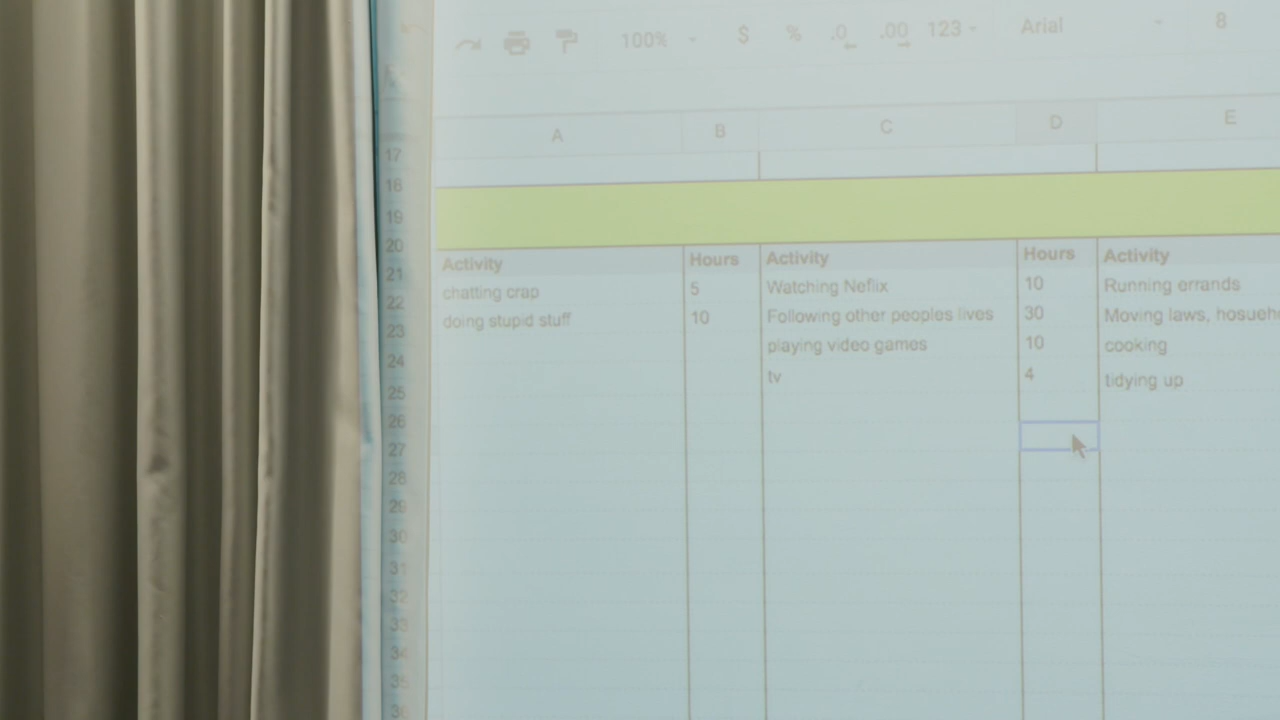 100% $ % .0 .00 123 Arial 8
A B C D E
17
18
19
20
Activity Hours Activity Hours Activity
21 chatting crap 5 Watching Neflix 10 Running errands
22 doing stupid stuff 10 Following other peoples lives 30 Moving laws,
23 playing video games 10 cooking
24 tv 4 tidying up
25
26
27
28
29
30
31
32
33
34
35